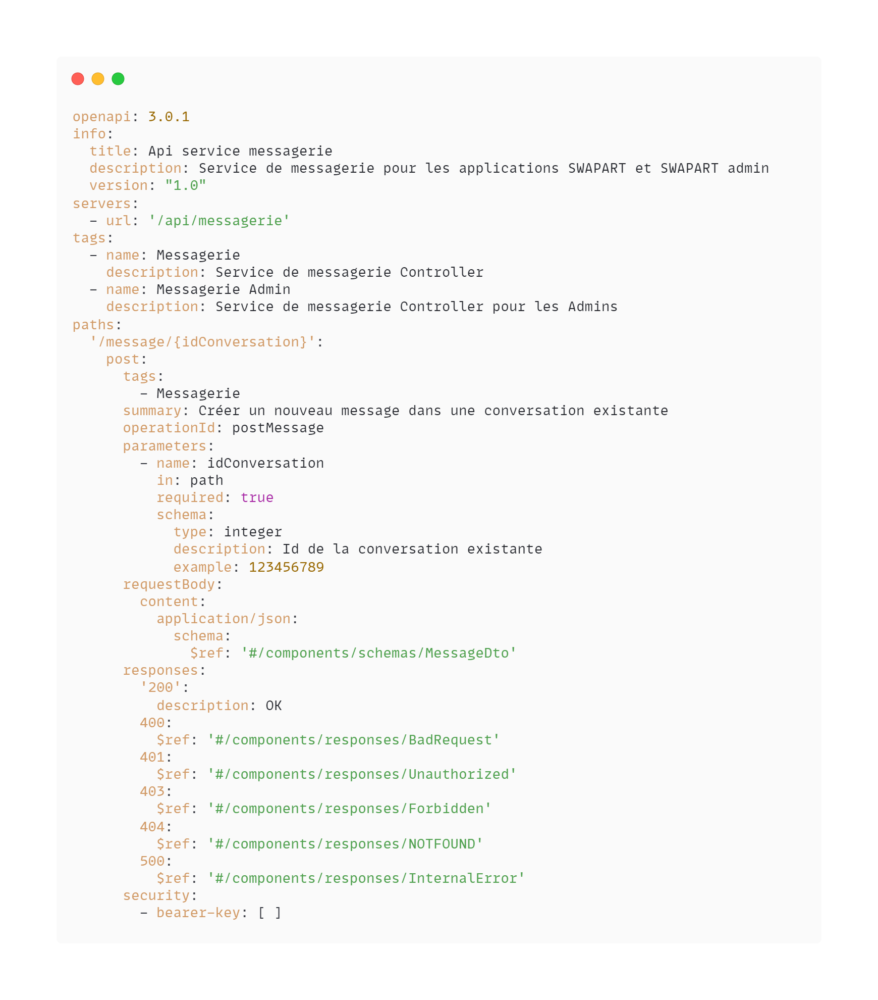 openapi: 3.0.1
info:
  title: Api service messagerie
  description: Service de messagerie pour les applications SWAPART et SWAPART admin
  version: "1.0"
servers:
  - url: '/api/messagerie'
tags:
  - name: Messagerie
    description: Service de messagerie Controller
  - name: Messagerie Admin
    description: Service de messagerie Controller pour les Admins
paths:
  '/message/{idConversation}':
    post:
      tags:
        - Messagerie
      summary: Créer un nouveau message dans une conversation existante
      operationId: postMessage
      parameters:
        - name: idConversation
          in: path
          required: true
          schema:
            type: integer
            description: Id de la conversation existante
            example: 123456789
      requestBody:
        content:
          application/json:
            schema:
              $ref: '#/components/schemas/MessageDto'
      responses:
        '200':
          description: OK
        400:
          $ref: '#/components/responses/BadRequest'
        401:
          $ref: '#/components/responses/Unauthorized'
        403:
          $ref: '#/components/responses/Forbidden'
        404:
          $ref: '#/components/responses/NOTFOUND'
        500:
          $ref: '#/components/responses/InternalError'
      security:
        - bearer-key: [ ]